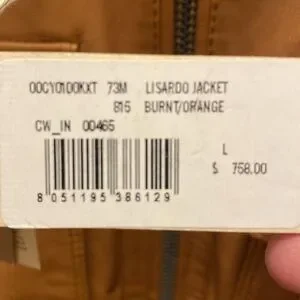 00CY0100KXT 73M LISARDO JACKET
815 BURNT/ORANGE
CW_IN 00465
L
$ 758.00
8 051195 386129